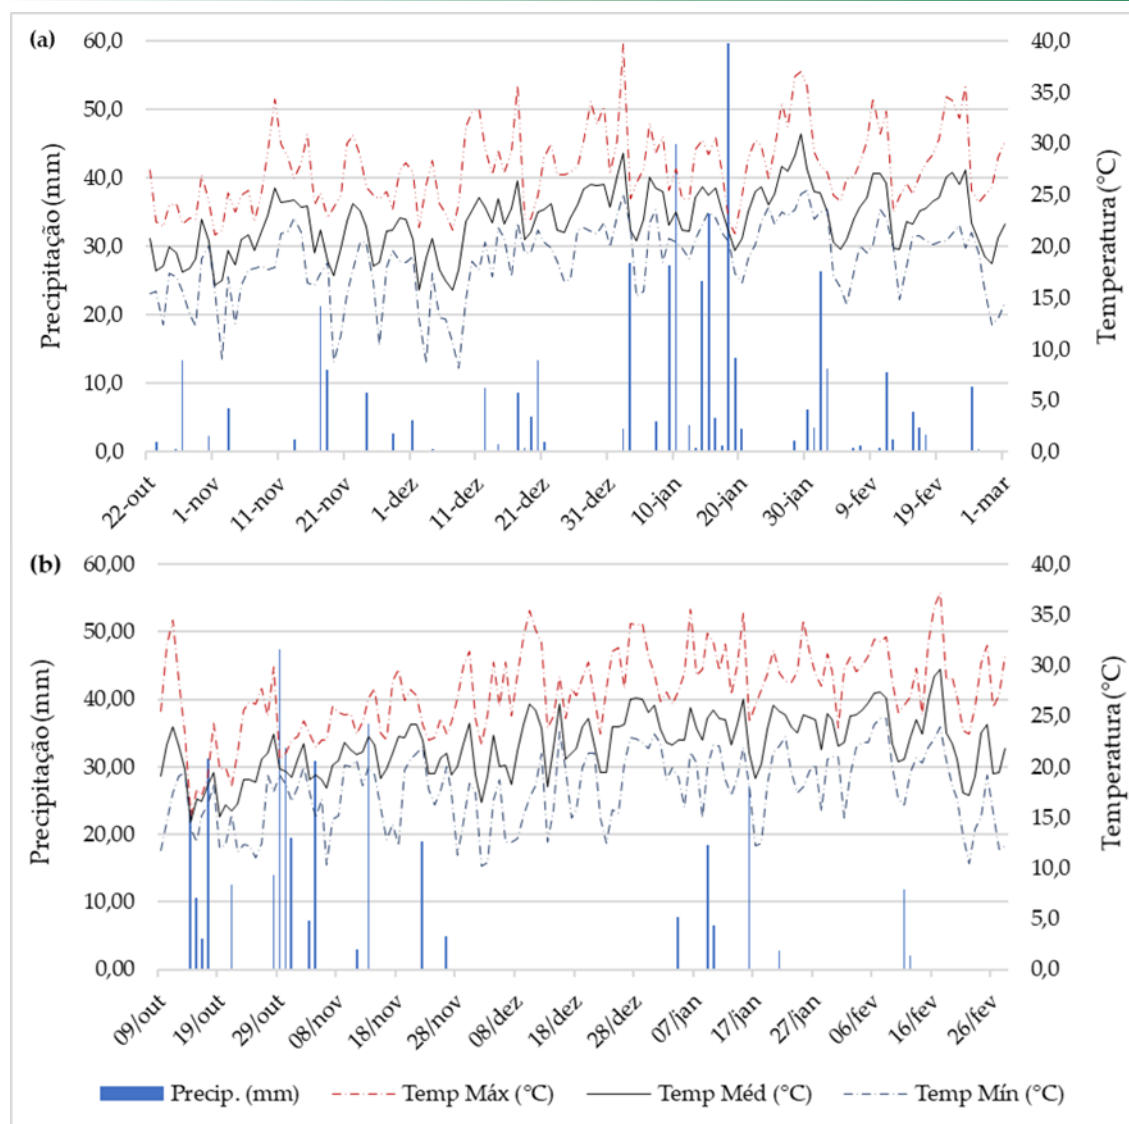 (a)
60,0
50,0
40,0
30,0
20,0
10,0
0,0
Precipitação (mm)
40,0
35,0
30,0
25,0
20,0
15,0
10,0
5,0
0,0
Temperatura (°C)
22-out
1-nov
11-nov
21-nov
1-dez
11-dez
21-dez
31-dez
10-jan
20-jan
30-jan
9-fev
19-fev
1-mar
(b)
60,00
50,00
40,00
30,00
20,00
10,00
0,00
Precipitação (mm)
40,0
35,0
30,0
25,0
20,0
15,0
10,0
5,0
0,0
Temperatura (°C)
09/out
19/out
29/out
08/nov
18/nov
28/nov
08/dez
18/dez
28/dez
07/jan
17/jan
27/jan
06/fev
16/fev
26/fev
Precip. (mm) Temp Máx (°C) Temp Méd (°C) Temp Mín (°C)